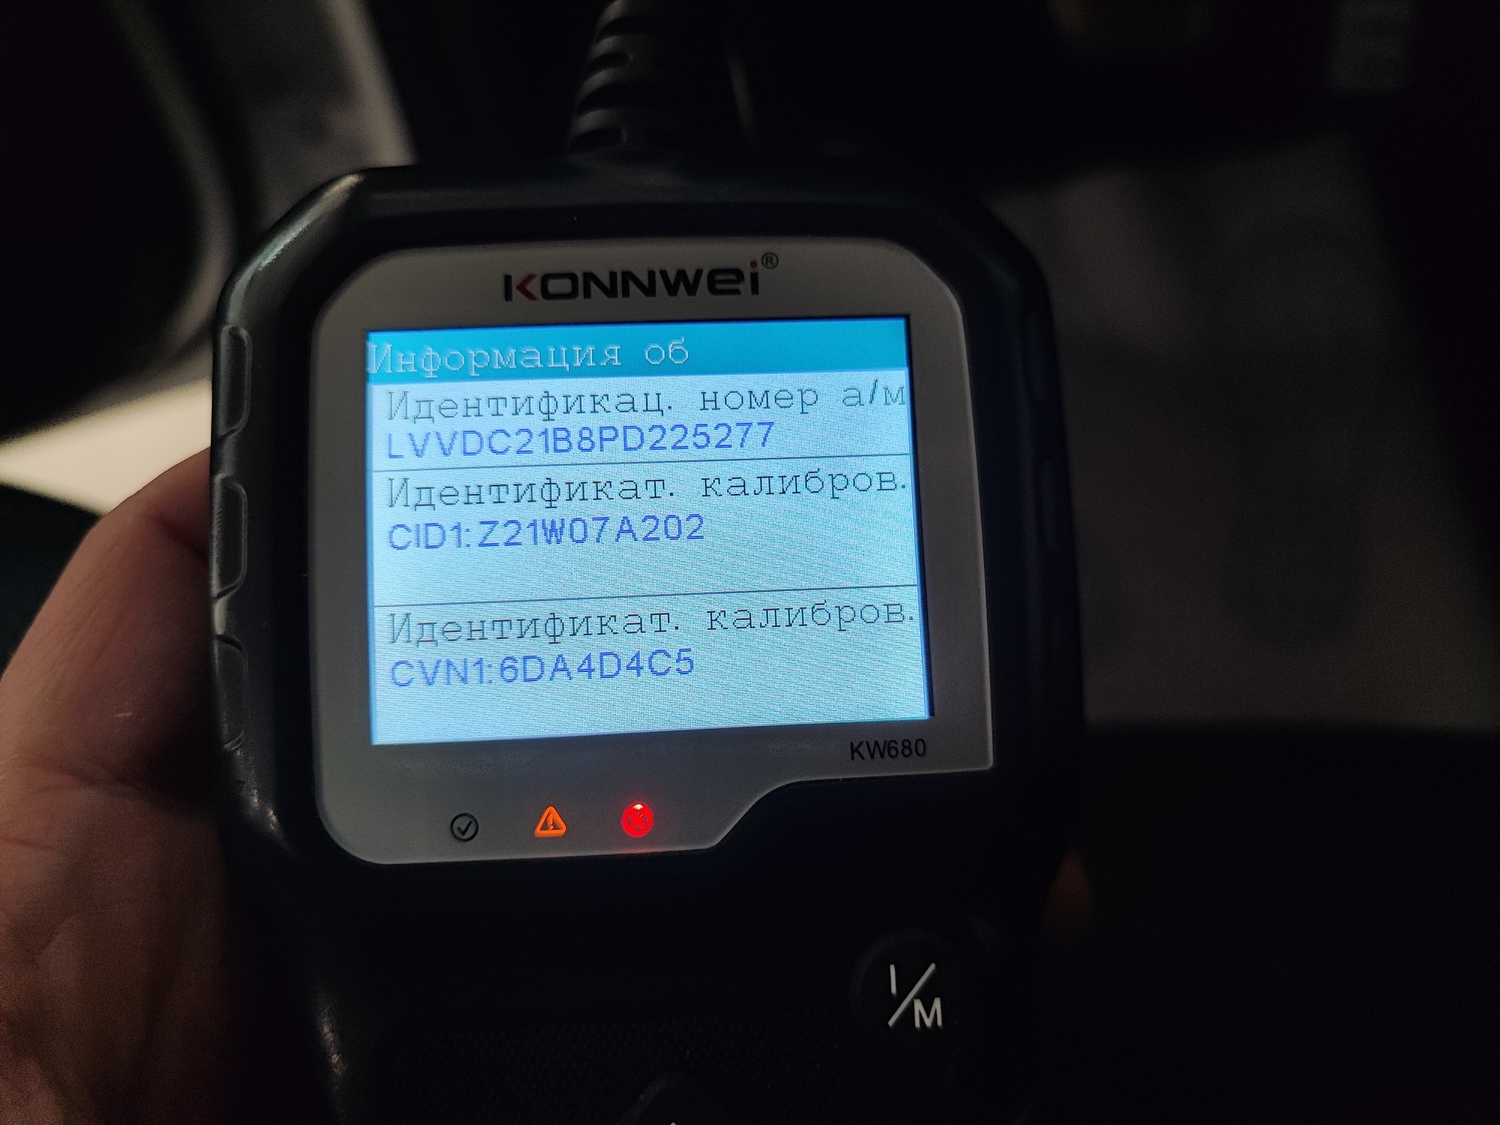 KONNWEI®
Информация об
Идентификац. номер а/м
LVVDC21B8PD225277
Идентификат. калибров.
CID1:Z21W07A202
Идентификат. калибров.
CVN1:6DA4D4C5
KW680
I/M